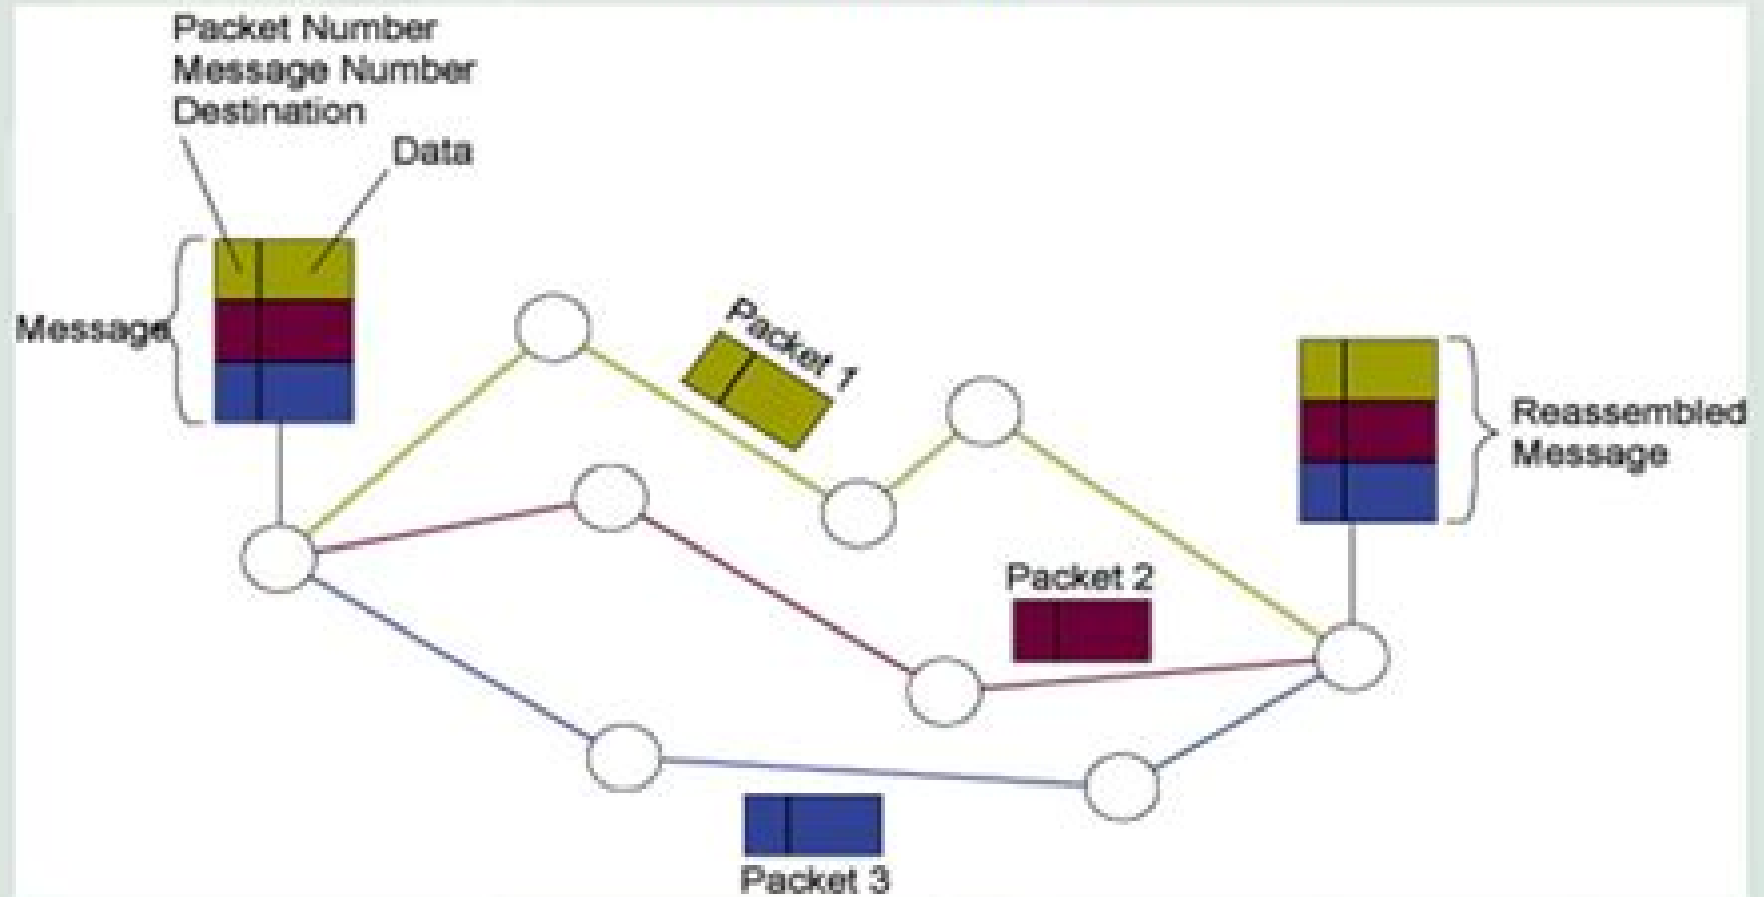 Packet Number
Message Number
Destination
Data
Message
Packet 1
Reassembled
Message
Packet 2
Packet 3